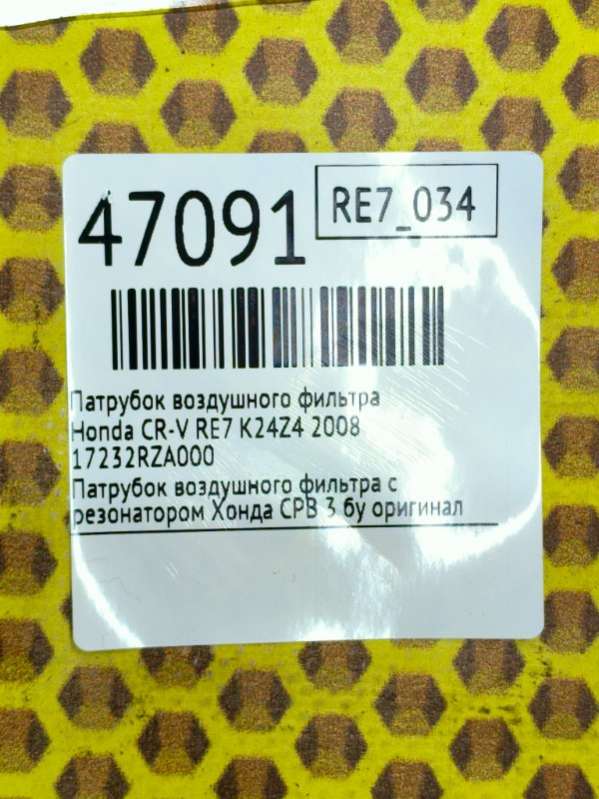 47091
RE7_034
Патрубок воздушного фильтра
Honda CR-V RE7 K24Z4 2008
17232RZA000
Патрубок воздушного фильтра с
резонатором Хонда СРВ 3 бу оригинал